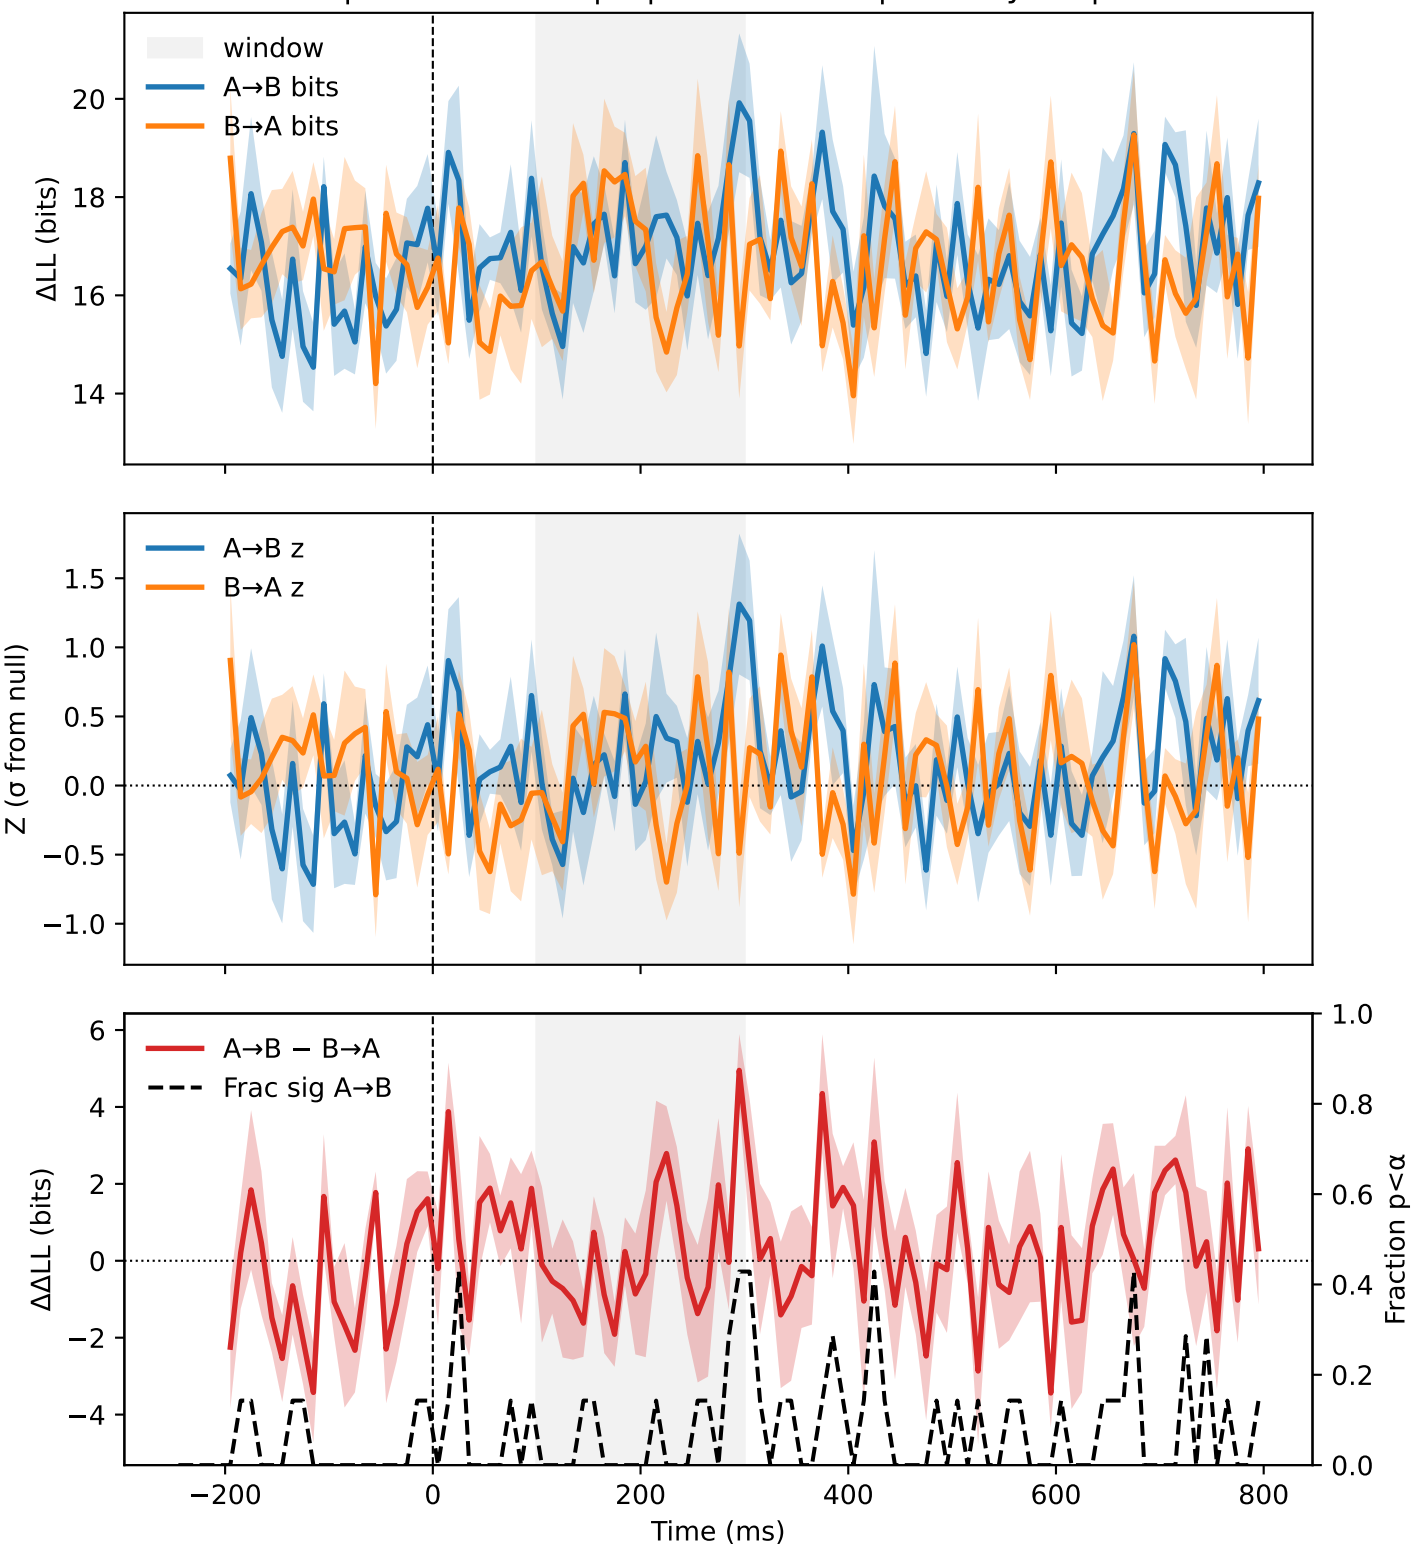 window
A→B bits
B→A bits
ΔLL (bits)
20
18
16
14
A→B z
B→A z
Z (σ from null)
1.5
1.0
0.5
0.0
−0.5
−1.0
A→B − B→A
Frac sig A→B
ΔΔLL (bits)
6
4
2
0
−2
−4
1.0
0.8
0.6
0.4
0.2
0.0
Fraction p<α
−200 0 200 400 600 800
Time (ms)